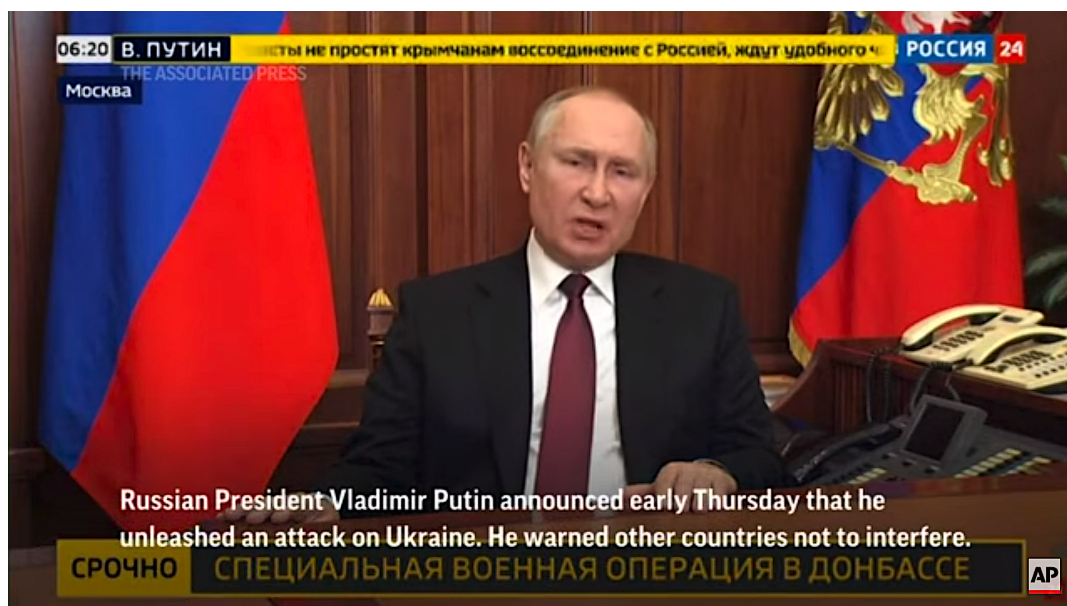 06:20 В. ПУТИН
не простят крымчанам воссоединение с Россией, ждут удобного
РОССИЯ 24
THE ASSOCIATED PRESS
Москва
Russian President Vladimir Putin announced early Thursday that he
unleashed an attack on Ukraine. He warned other countries not to interfere.
СРОЧНО СПЕЦИАЛЬНАЯ ВОЕННАЯ ОПЕРАЦИЯ В ДОНБАССЕ
AP